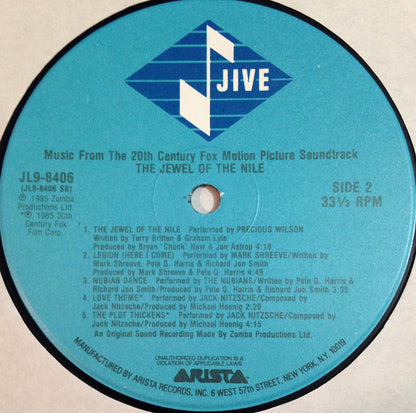 JIVE
Music From The 20th Century Fox Motion Picture Soundtrack
THE JEWEL OF THE NILE
JL9-8406
(JL9-8406 SB)
℗ 1985 Zomba
Productions Ltd.
* ℗ 1985 20th
Century Fox
Film Corp.
SIDE 2
33⅓ RPM
1. THE JEWEL OF THE NILE Performed by PRECIOUS WILSON
Written by Terry Britten & Graham Lyle
Produced by Bryan "Chuck" New & Jon Astrop 4:18
2. LEGION (HERE I COME) Performed by MARK SHREEVE/Written by
Mark Shreeve, Pete Q. Harris & Richard Jon Smith
Produced by Mark Shreeve & Pete Q. Harris 4:49
3. NUBIAN DANCE Performed by THE NUBIANS/Written by Pete Q. Harris &
Richard Jon Smith/Produced by Richard Jon Smith & Pete Q. Harris 3:35
4. LOVE THEME* Performed by JACK NITZSCHE/Composed by
Jack Nitzsche/Produced by Michael Hoenig 2:26
5. THE PLOT THICKENS* Performed by JACK NITZSCHE/Composed by
Jack Nitzsche/Produced by Michael Hoenig 4:15
An Original Sound Recording Made By Zomba Productions Ltd.
UNAUTHORIZED DUPLICATION IS A
VIOLATION OF APPLICABLE LAWS.
ARISTA
MANUFACTURED BY ARISTA RECORDS, INC. 6 WEST 57th STREET, NEW YORK, N.Y. 10019